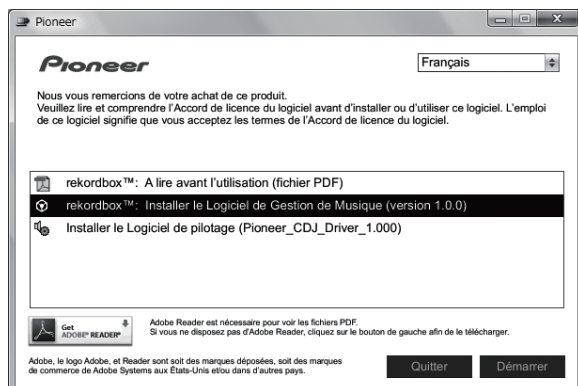 Pioneer
Pioneer
Français
Nous vous remercions de votre achat de ce produit.
Veuillez lire et comprendre l'Accord de licence du logiciel avant d'installer ou d'utiliser ce logiciel. L'emploi
de ce logiciel signifie que vous acceptez les termes de l'Accord de licence du logiciel.
rekordbox™: A lire avant l'utilisation (fichier PDF)
rekordbox™: Installer le Logiciel de Gestion de Musique (version 1.0.0)
Installer le Logiciel de pilotage (Pioneer_CDJ_Driver_1.000)
Get
ADOBE® READER®
Adobe Reader est nécessaire pour voir les fichiers PDF.
Si vous ne disposez pas d'Adobe Reader, cliquez sur le bouton de gauche afin de le télécharger.
Adobe, le logo Adobe, et Reader sont soit des marques déposées, soit des marques
de commerce de Adobe Systems aux États-Unis et/ou dans d'autres pays.
Quitter
Démarrer